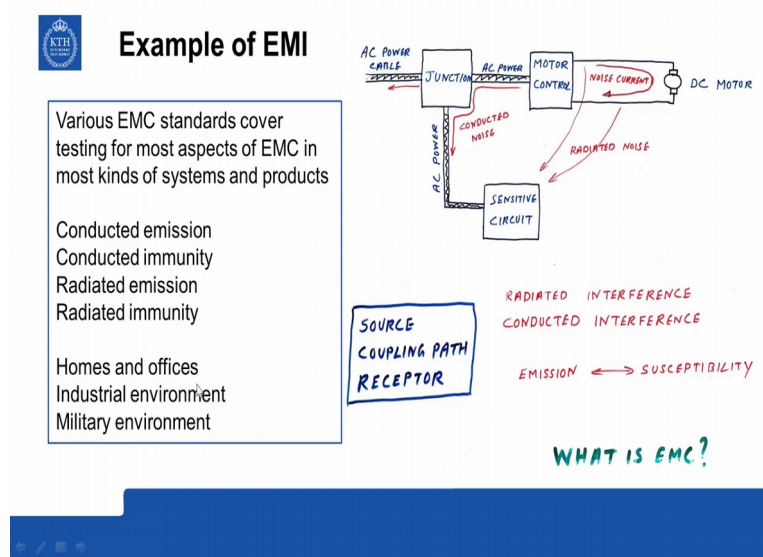 KTH
Example of EMI
Various EMC standards cover
testing for most aspects of EMC in
most kinds of systems and products
Conducted emission
Conducted immunity
Radiated emission
Radiated immunity
Homes and offices
Industrial environment
Military environment
AC POWER
CABLE
JUNCTION
AC POWER
MOTOR
CONTROL
NOISE CURRENT
DC MOTOR
CONDUCTED
NOISE
RADIATED NOISE
AC POWER
SENSITIVE
CIRCUIT
SOURCE
COUPLING PATH
RECEPTOR
RADIATED INTERFERENCE
CONDUCTED INTERFERENCE
EMISSION ↔ SUSCEPTIBILITY
WHAT IS EMC?